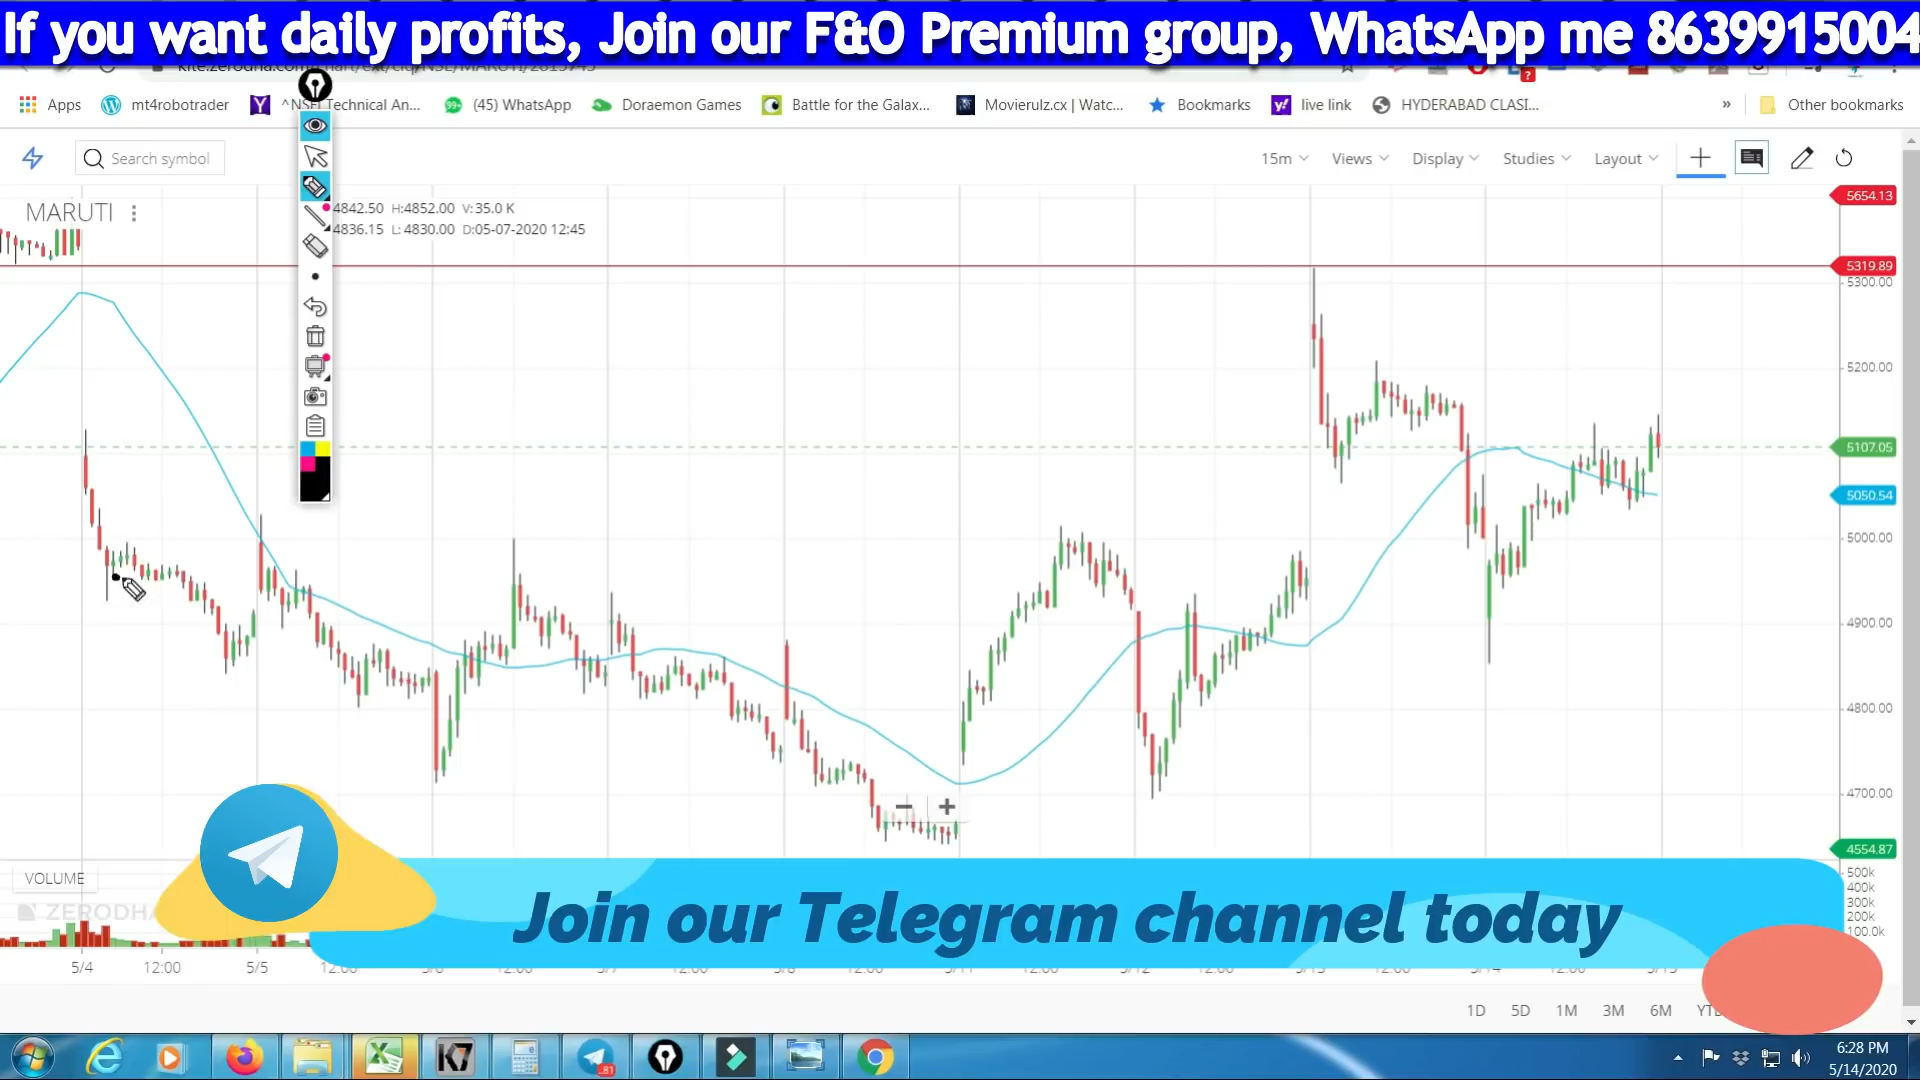 If you want daily profits, Join our F&O Premium group, WhatsApp me 8639915004
Apps
mt4robotrader
^NSEI Technical An...
(45) WhatsApp
Doraemon Games
Battle for the Galax...
Movierulz.cx | Watc...
Bookmarks
live link
HYDERABAD CLASI...
»
Other bookmarks
Search symbol
15m
Views
Display
Studies
Layout
MARUTI
4842.50 H:4852.00 V:35.0 K
4836.15 L: 4830.00 D:05-07-2020 12:45
5654.13
5319.89
5300.00
5200.00
5107.05
5050.54
5000.00
4900.00
4800.00
4700.00
4554.87
VOLUME
ZERODHA
500k
400k
300k
200k
100.0k
Join our Telegram channel today
5/4 12:00 5/5
1D 5D 1M 3M 6M
81
6:28 PM
5/14/2020